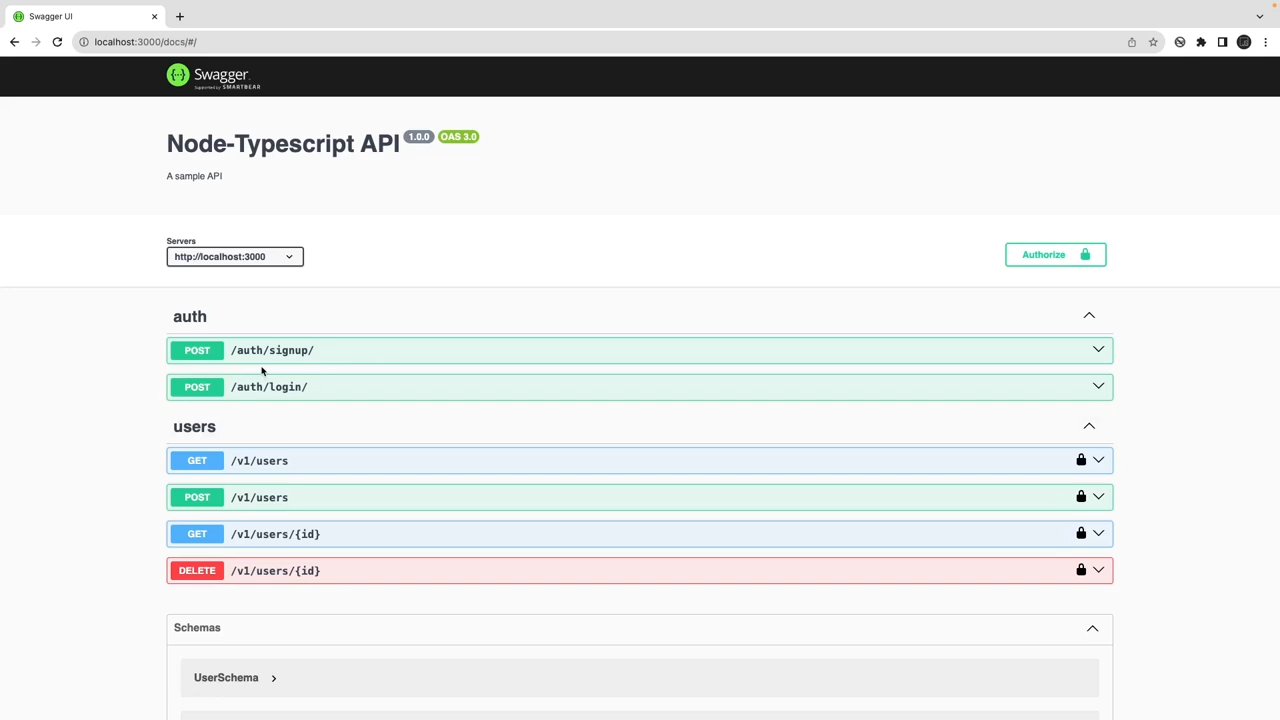 Swagger UI
localhost:3000/docs/#/
Swagger
Supported by SMARTBEAR
Node-Typescript API 1.0.0 OAS 3.0
A sample API
Servers
http://localhost:3000
Authorize
auth
POST /auth/signup/
POST /auth/login/
users
GET /v1/users
POST /v1/users
GET /v1/users/{id}
DELETE /v1/users/{id}
Schemas
UserSchema